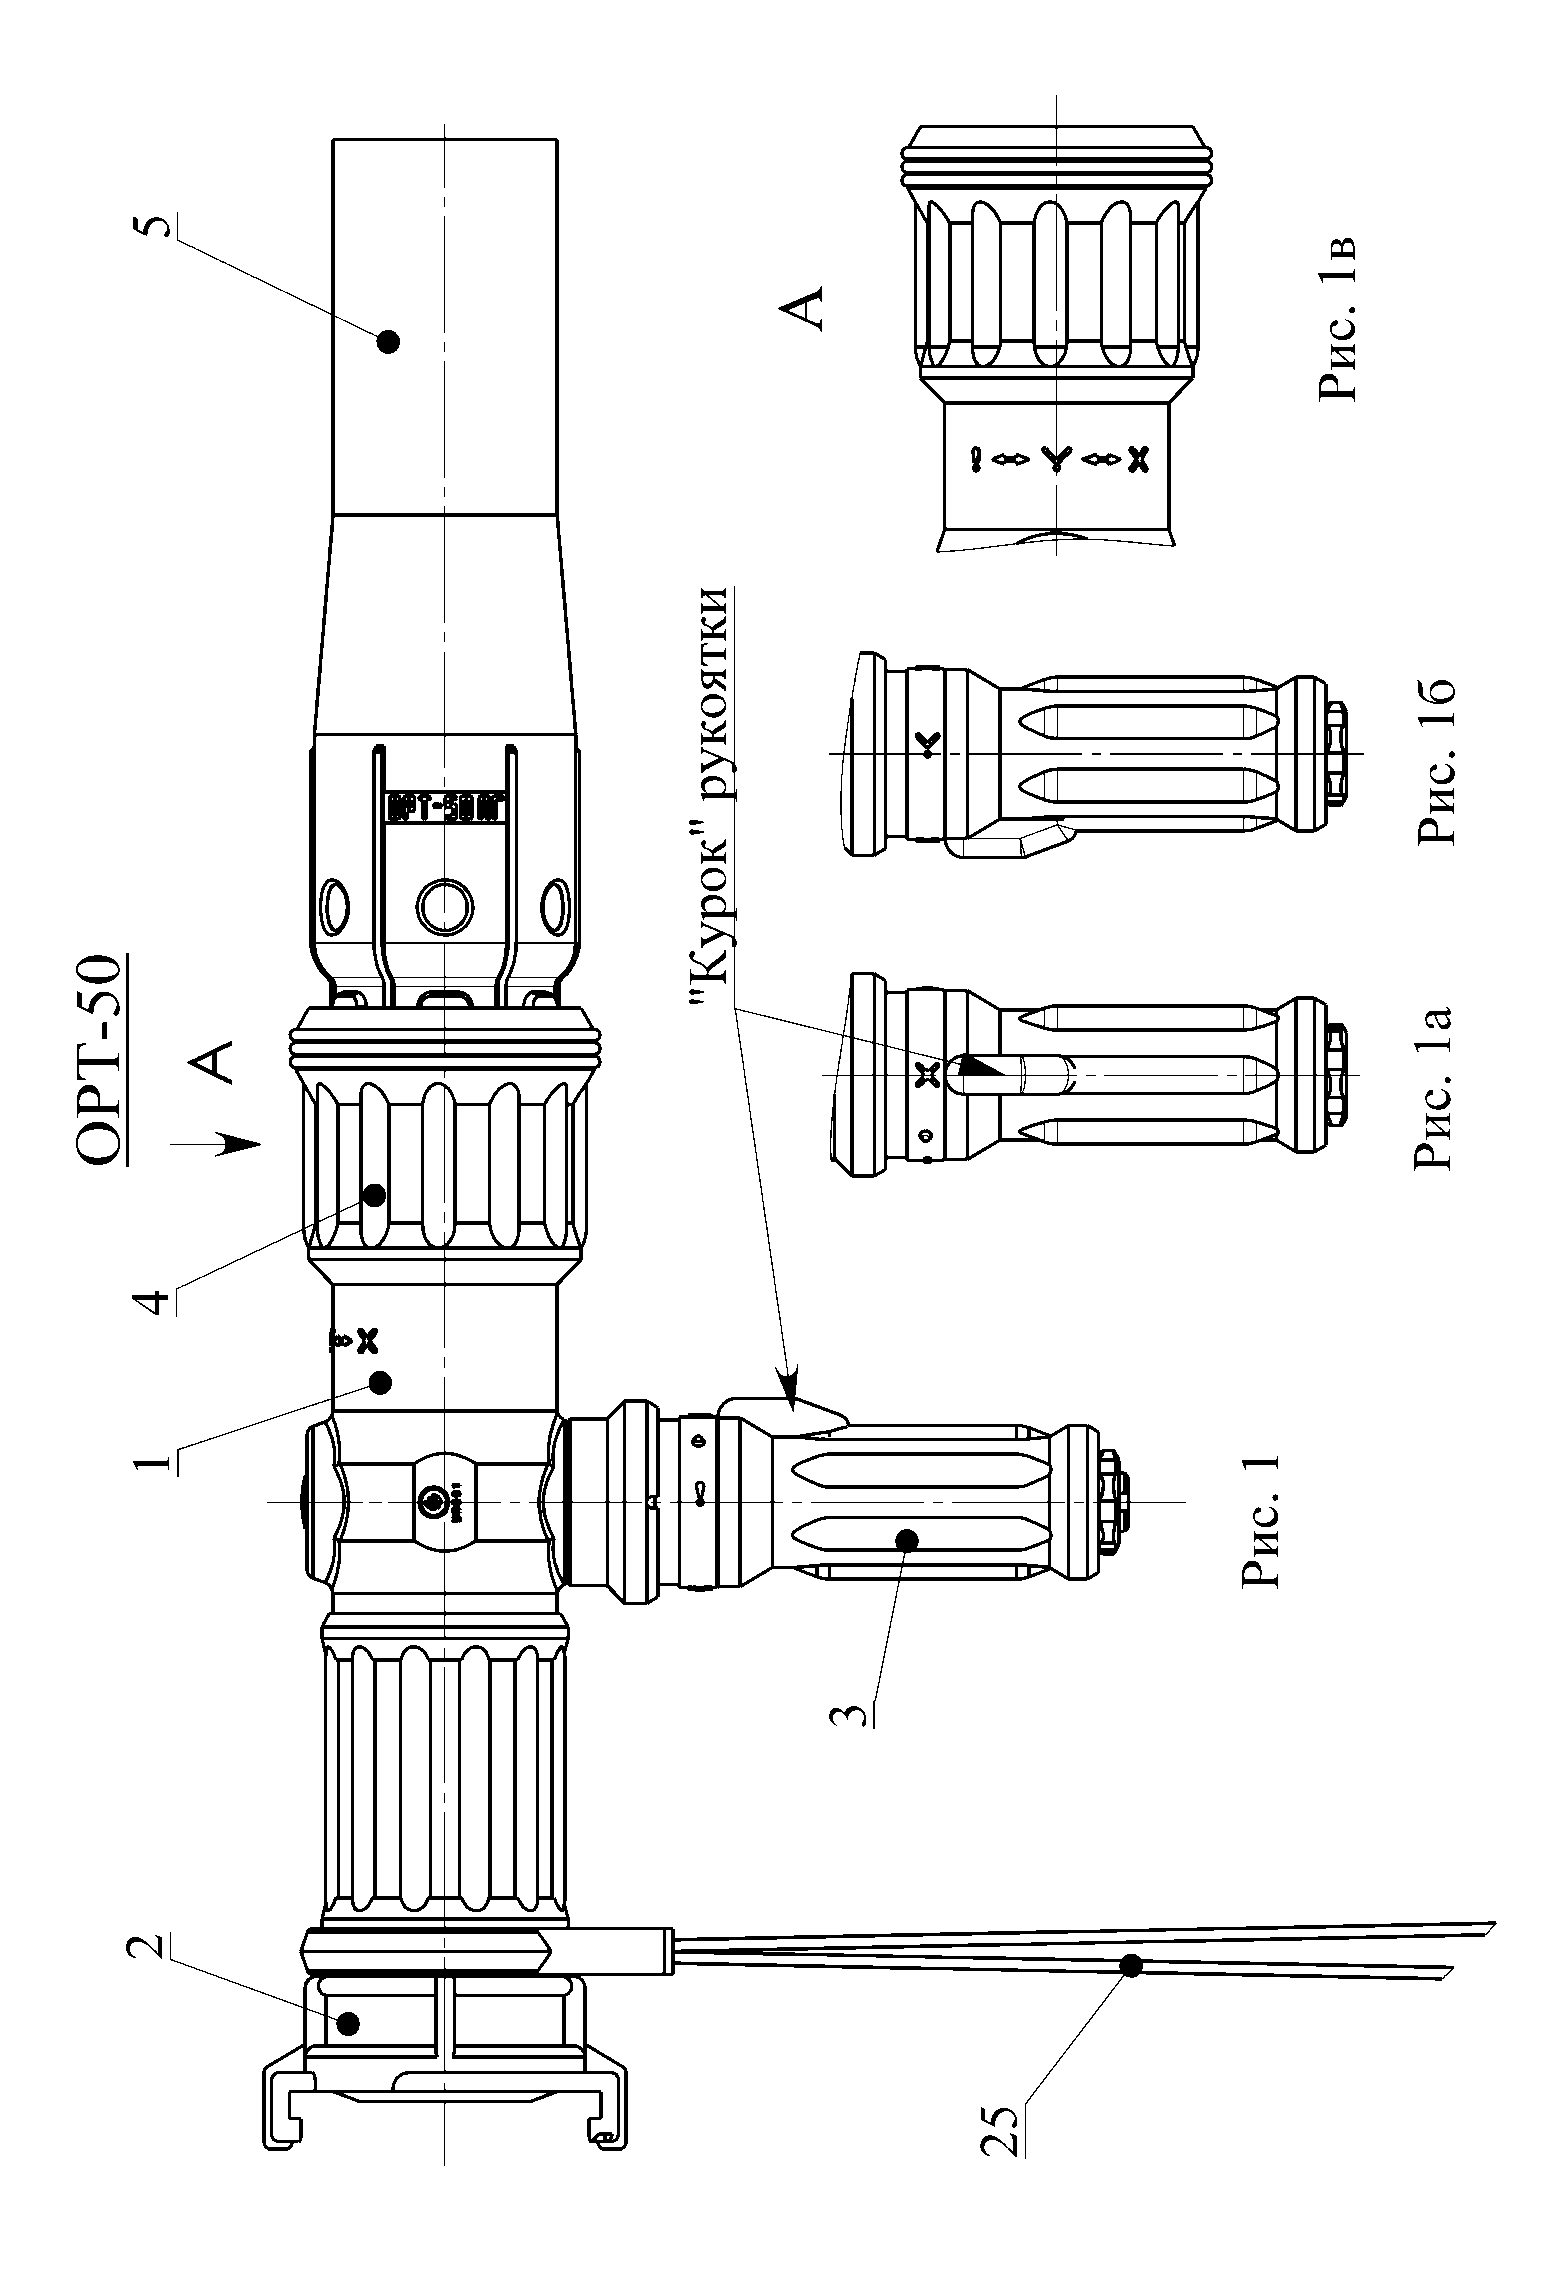 ОРТ-50
А
5
4
1
2
ОРТ-50ПГ
"Курок" рукоятки
3
25
Рис. 1
А
! ⇔ Y ⇔ X
Рис. 1а
Рис. 1б
Рис. 1в